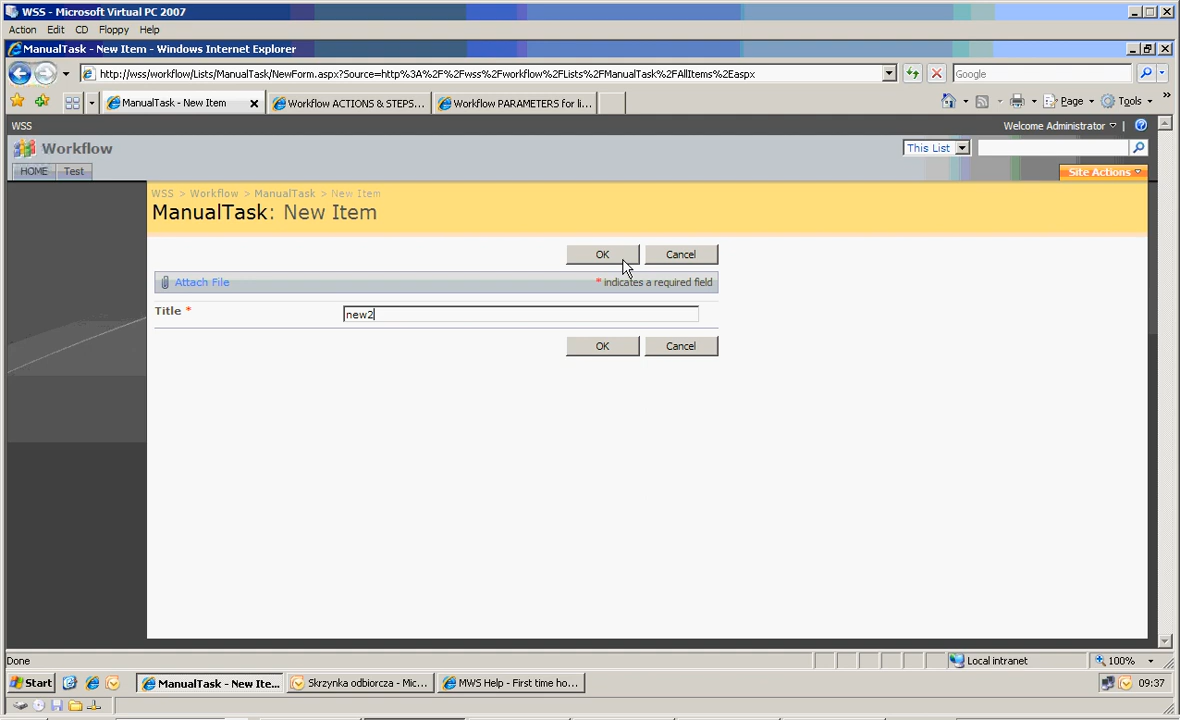 WSS - Microsoft Virtual PC 2007
Action Edit CD Floppy Help
ManualTask - New Item - Windows Internet Explorer
http://wss/workflow/Lists/ManualTask/NewForm.aspx?Source=http%3A%2F%2Fwss%2Fworkflow%2FLists%2FManualTask%2FAllItems%2Easpx
Google
ManualTask - New Item
Workflow ACTIONS & STEPS...
Workflow PARAMETERS for li...
Page
Tools
WSS
Welcome Administrator
Workflow
This List
HOME Test
Site Actions
WSS > Workflow > ManualTask > New Item
ManualTask: New Item
OK Cancel
Attach File
* indicates a required field
Title *
new2
OK Cancel
Done
Local intranet
100%
Start
ManualTask - New Ite...
Skrzynka odbiorcza - Mic...
MWS Help - First time ho...
09:37